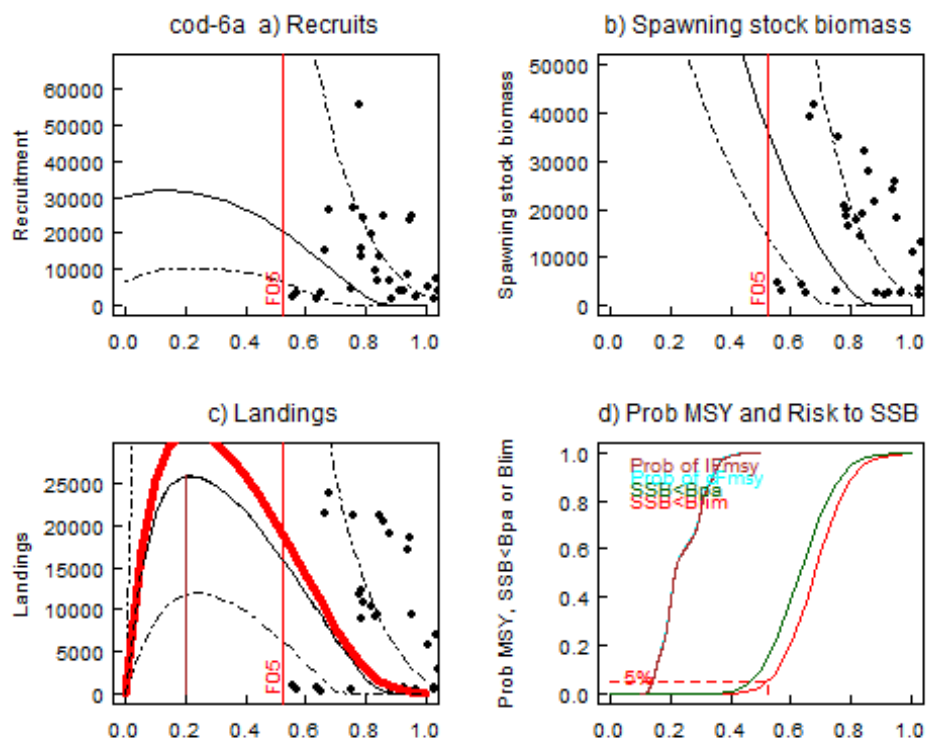 cod-6a a) Recruits
Recruitment
60000
50000
40000
30000
20000
10000
0
F05
0.0 0.2 0.4 0.6 0.8 1.0
b) Spawning stock biomass
Spawning stock biomass
50000
40000
30000
20000
10000
0
F05
0.0 0.2 0.4 0.6 0.8 1.0
c) Landings
Landings
25000
20000
15000
10000
5000
0
F05
0.0 0.2 0.4 0.6 0.8 1.0
d) Prob MSY and Risk to SSB
Prob MSY, SSB<Bpa or Blim
1.0
0.8
0.6
0.4
0.2
0.0
Prob of lFmsy
Prob of cFmsy
SSB<Bpa
SSB<Blim
5%
0.0 0.2 0.4 0.6 0.8 1.0